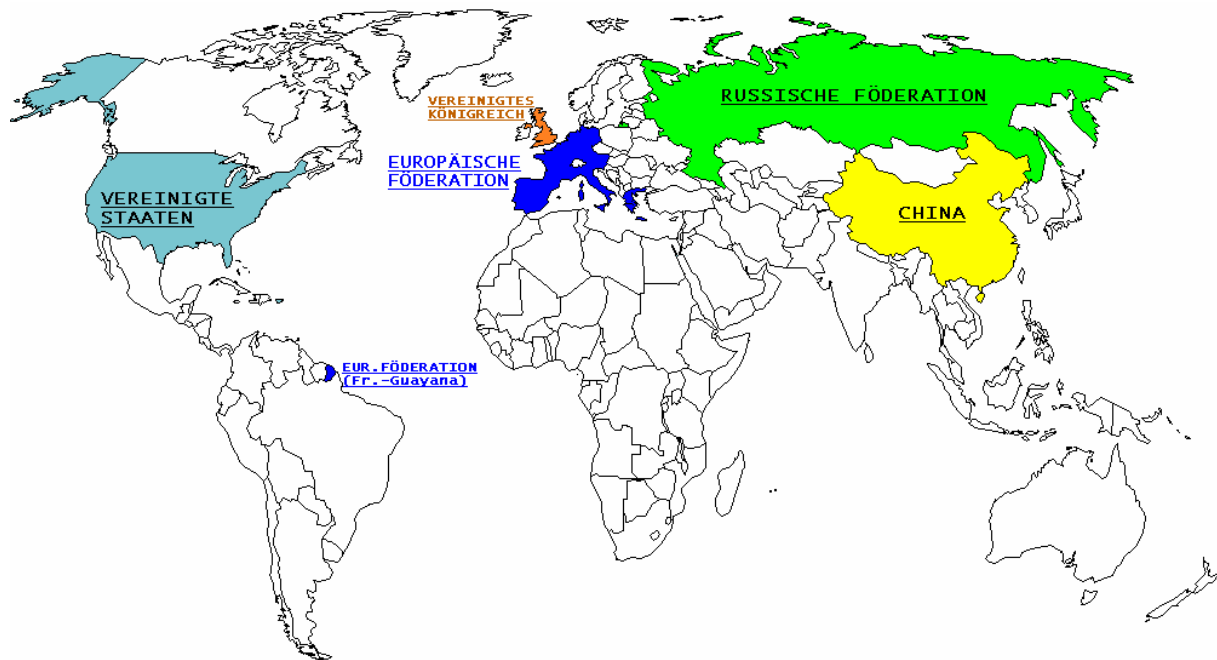 VEREINIGTES
KÖNIGREICH
RUSSISCHE FÖDERATION
EUROPÄISCHE
FÖDERATION
VEREINIGTE
STAATEN
CHINA
EUR.FÖDERATION
(Fr.-Guayana)